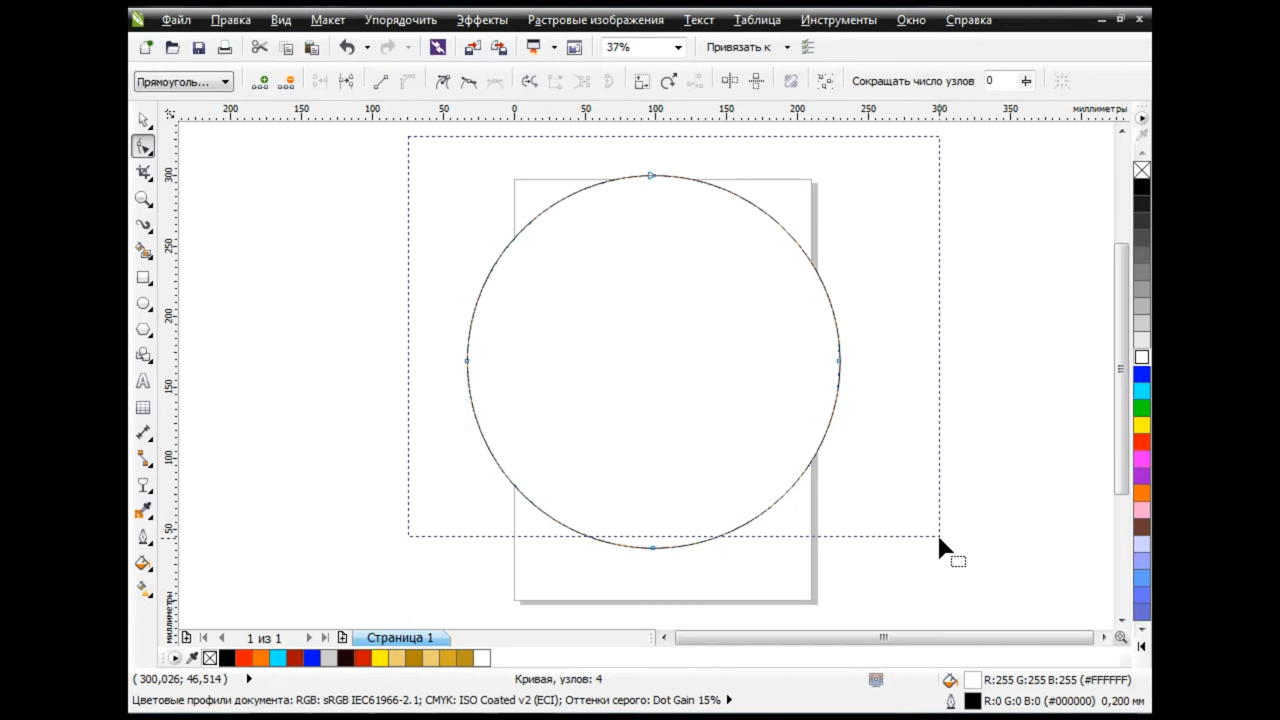 Файл Правка Вид Макет Упорядочить Эффекты Растровые изображения Текст Таблица Инструменты Окно Справка
37% Привязать к
Прямоуголь... Сокращать число узлов 0
200 150 100 50 0 50 100 150 200 250 300 350 миллиметры
300
250
200
150
100
50
миллиметры
1 из 1 Страница 1
( 300,026; 46,514 ) Кривая, узлов: 4 R:255 G:255 B:255 (#FFFFFF)
Цветовые профили документа: RGB: sRGB IEC61966-2.1; CMYK: ISO Coated v2 (ECI); Оттенки серого: Dot Gain 15% R:0 G:0 B:0 (#000000) 0,200 мм